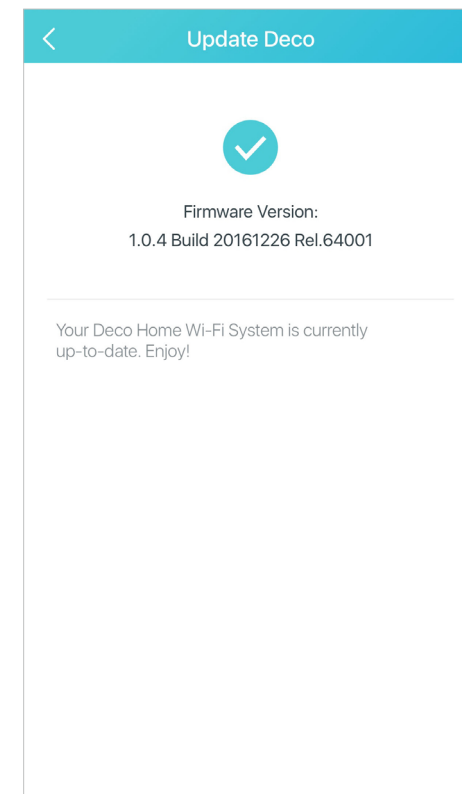 Update Deco
Firmware Version:
1.0.4 Build 20161226 Rel.64001
Your Deco Home Wi-Fi System is currently
up-to-date. Enjoy!